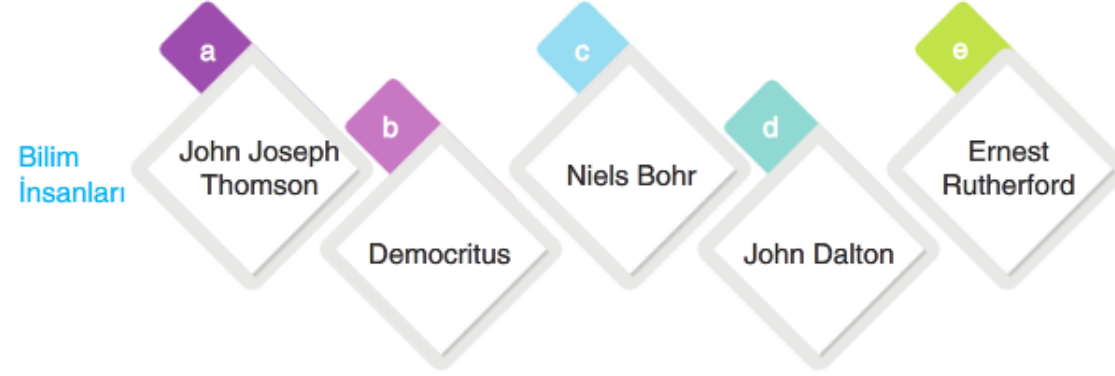 Bilim
İnsanları
a
John Joseph
Thomson
b
Democritus
c
Niels Bohr
d
John Dalton
e
Ernest
Rutherford